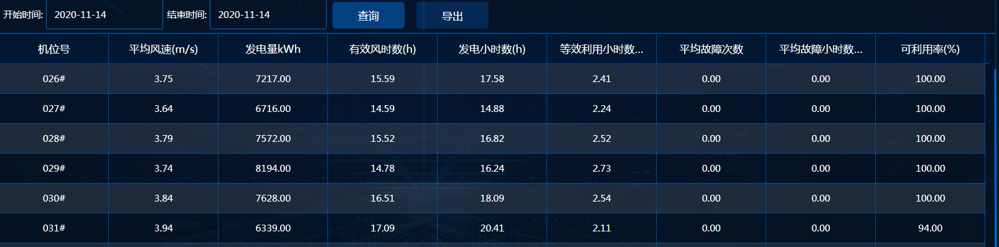 开始时间: 2020-11-14 结束时间: 2020-11-14 查询 导出
机位号 平均风速(m/s) 发电量kWh 有效风时数(h) 发电小时数(h) 等效利用小时数... 平均故障次数 平均故障小时数... 可利用率(%)
026# 3.75 7217.00 15.59 17.58 2.41 0.00 0.00 100.00
027# 3.64 6716.00 14.59 14.88 2.24 0.00 0.00 100.00
028# 3.79 7572.00 15.52 16.82 2.52 0.00 0.00 100.00
029# 3.74 8194.00 14.78 16.24 2.73 0.00 0.00 100.00
030# 3.84 7628.00 16.51 18.09 2.54 0.00 0.00 100.00
031# 3.94 6339.00 17.09 20.41 2.11 0.00 0.00 94.00